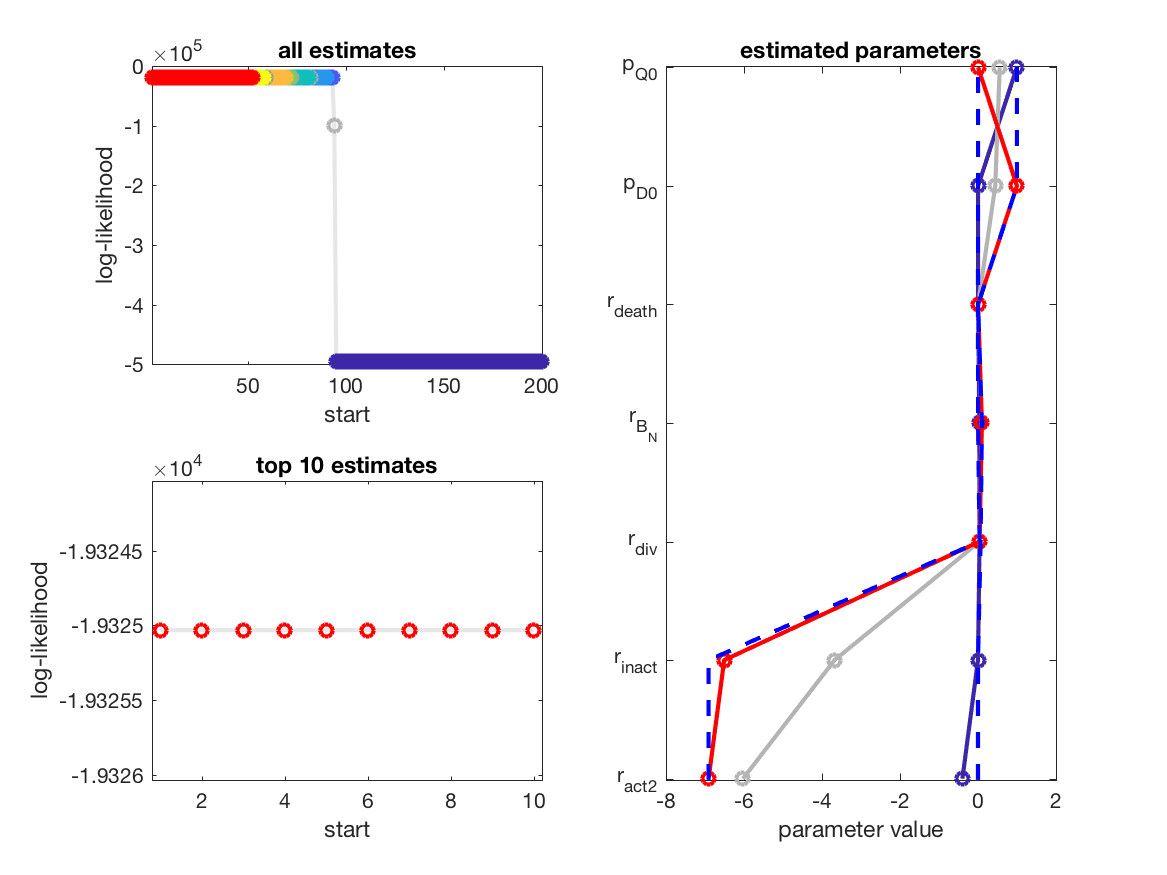 all estimates
×10^5
0
-1
-2
-3
-4
-5
log-likelihood
50
100
150
200
start
top 10 estimates
×10^4
-1.93245
-1.9325
-1.93255
-1.9326
log-likelihood
2
4
6
8
10
start
estimated parameters
p_Q0
p_D0
r_death
r_B_N
r_div
r_inact
r_act2
-8
-6
-4
-2
0
2
parameter value